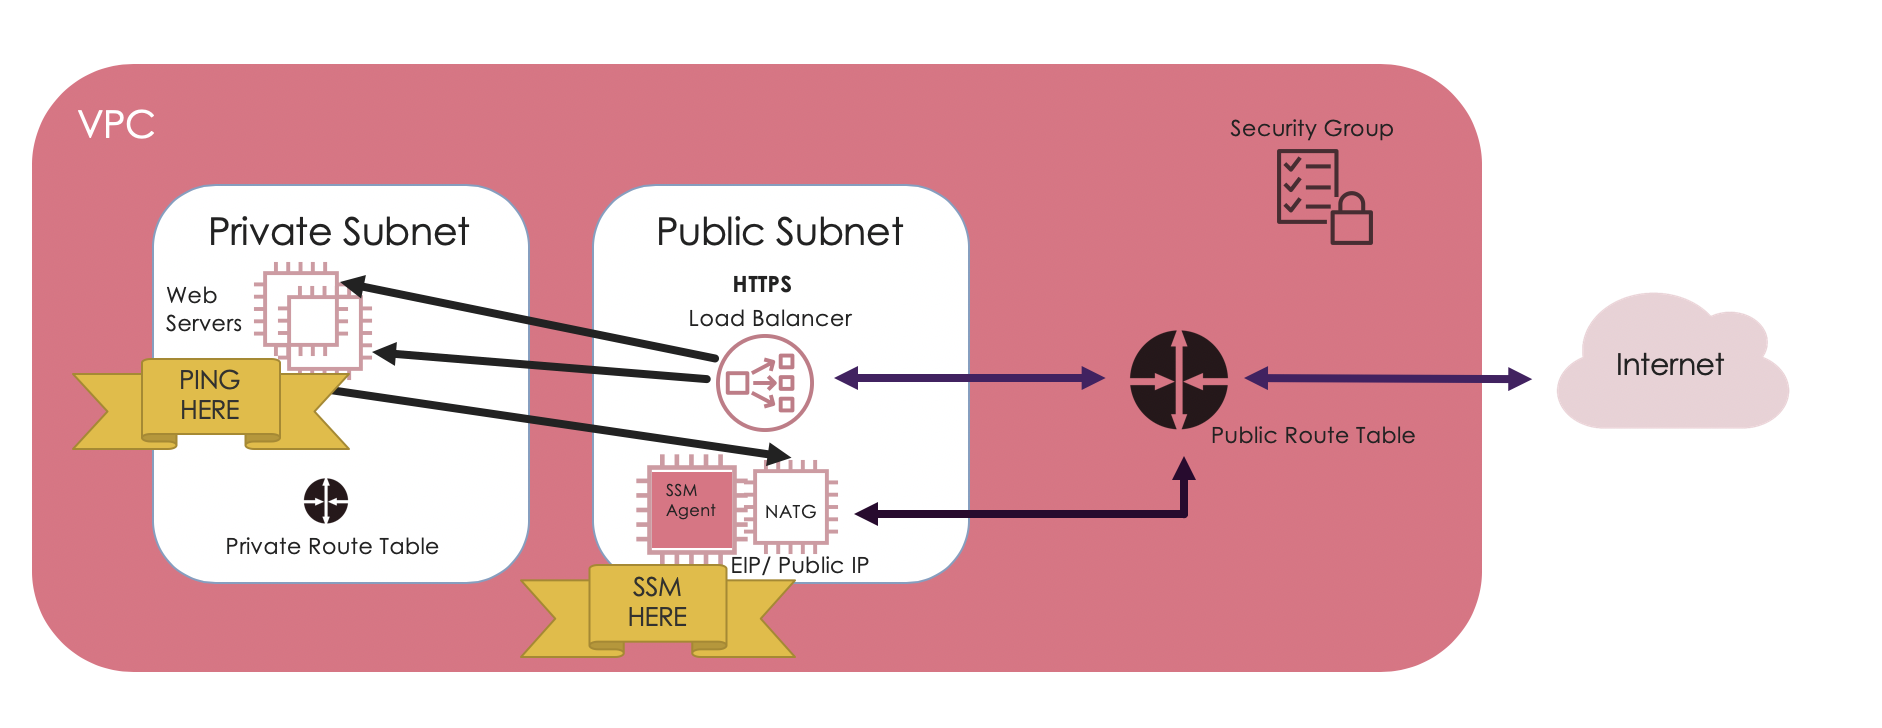 VPC
Security Group
Private Subnet
Public Subnet
HTTPS
Load Balancer
Web
Servers
PING
HERE
Internet
Public Route Table
SSM
Agent
NATG
Private Route Table
EIP/ Public IP
SSM
HERE